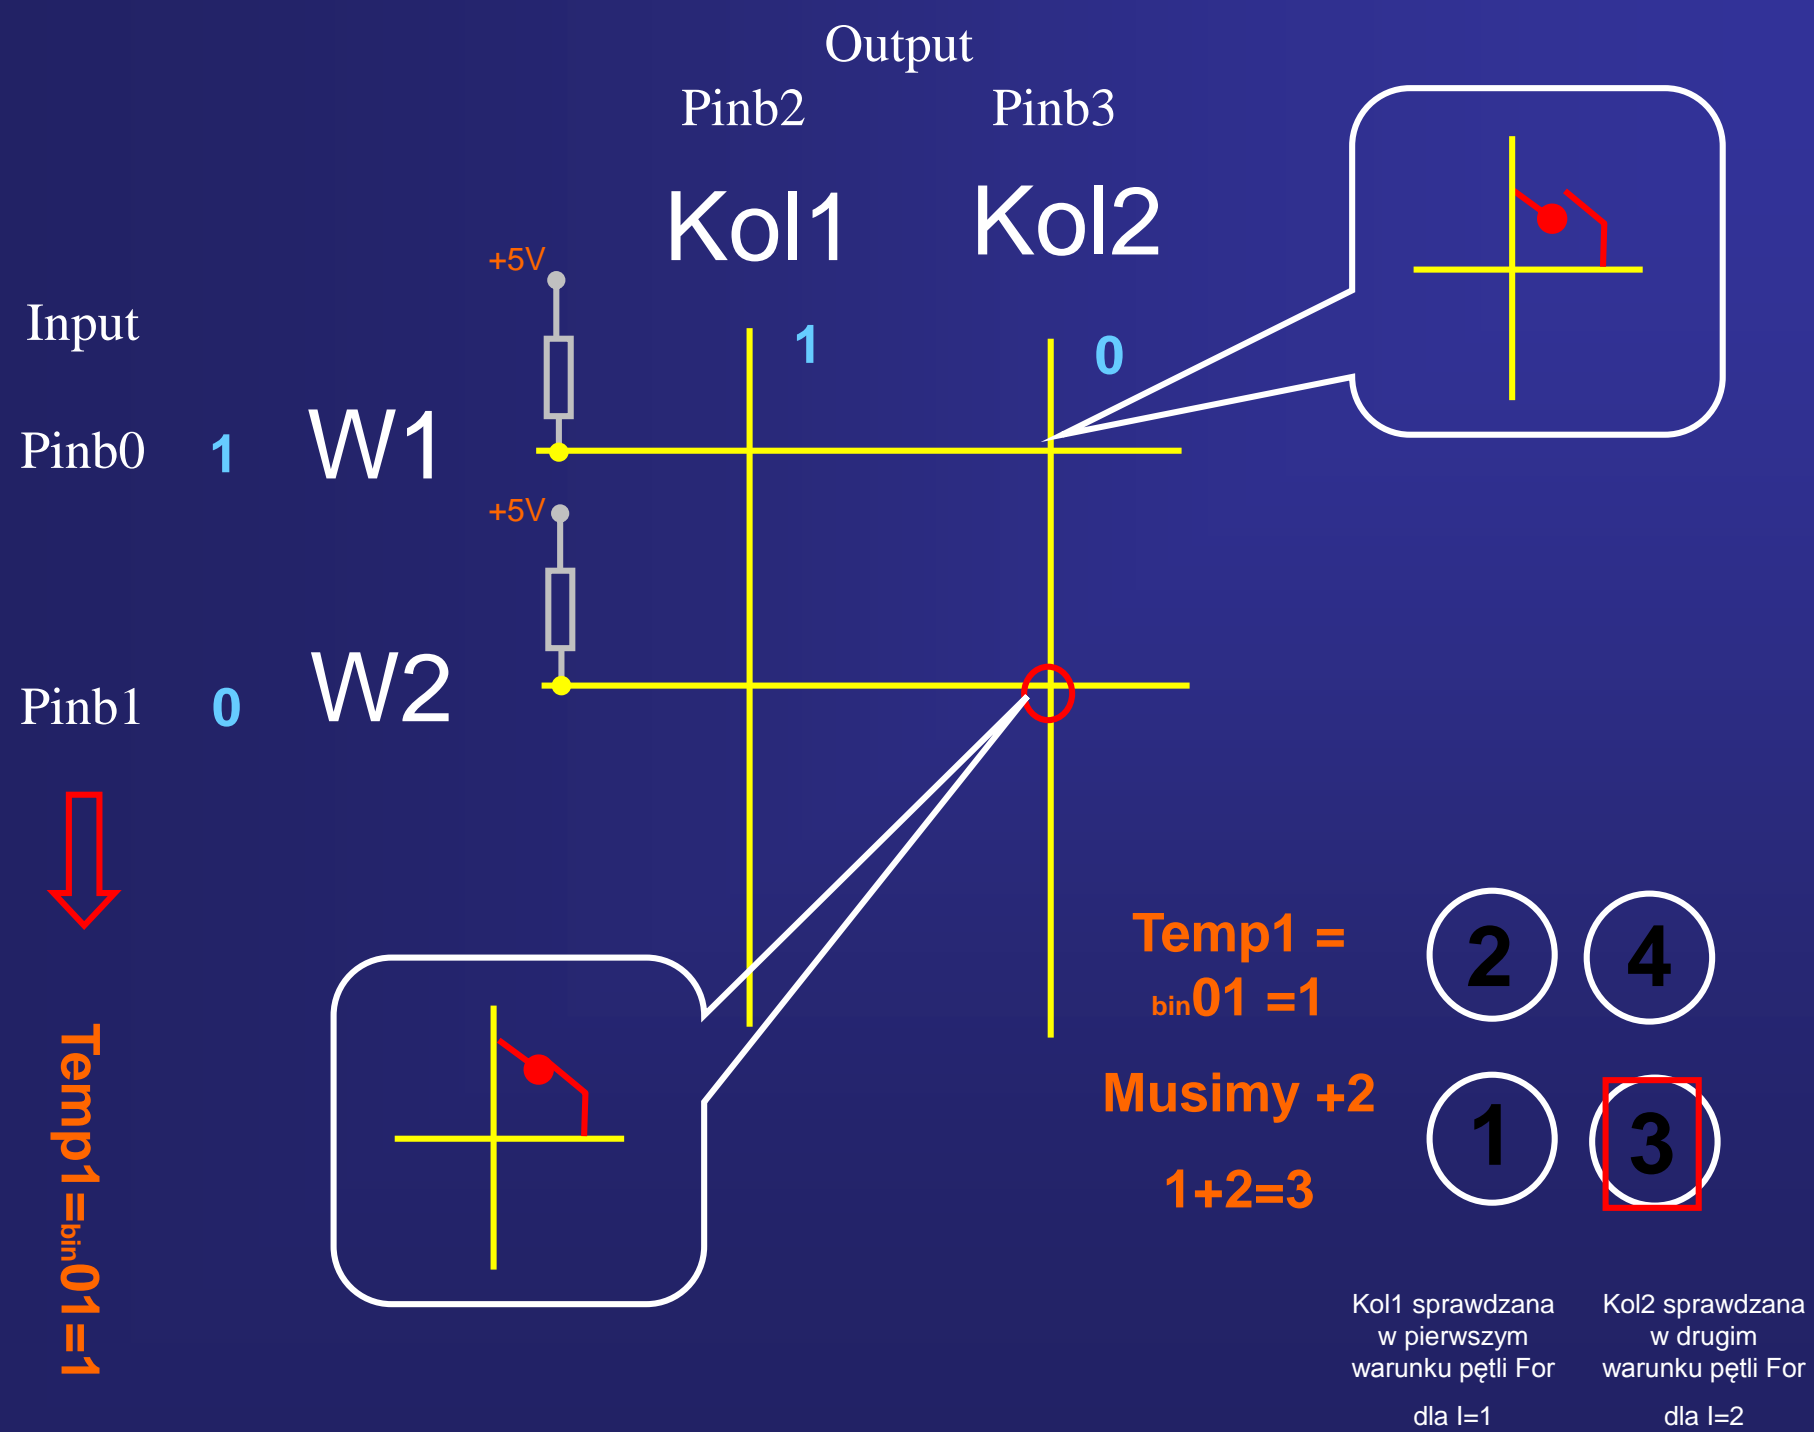 Output
Pinb2 Pinb3
Kol1 Kol2
+5V
Input
1 0
Pinb0 1 W1
+5V
Pinb1 0 W2
Temp1=bin01=1
Temp1 =
bin01 =1
Musimy +2
1+2=3
2 4
1 3
Kol1 sprawdzana
w pierwszym
warunku pętli For
dla I=1
Kol2 sprawdzana
w drugim
warunku pętli For
dla I=2